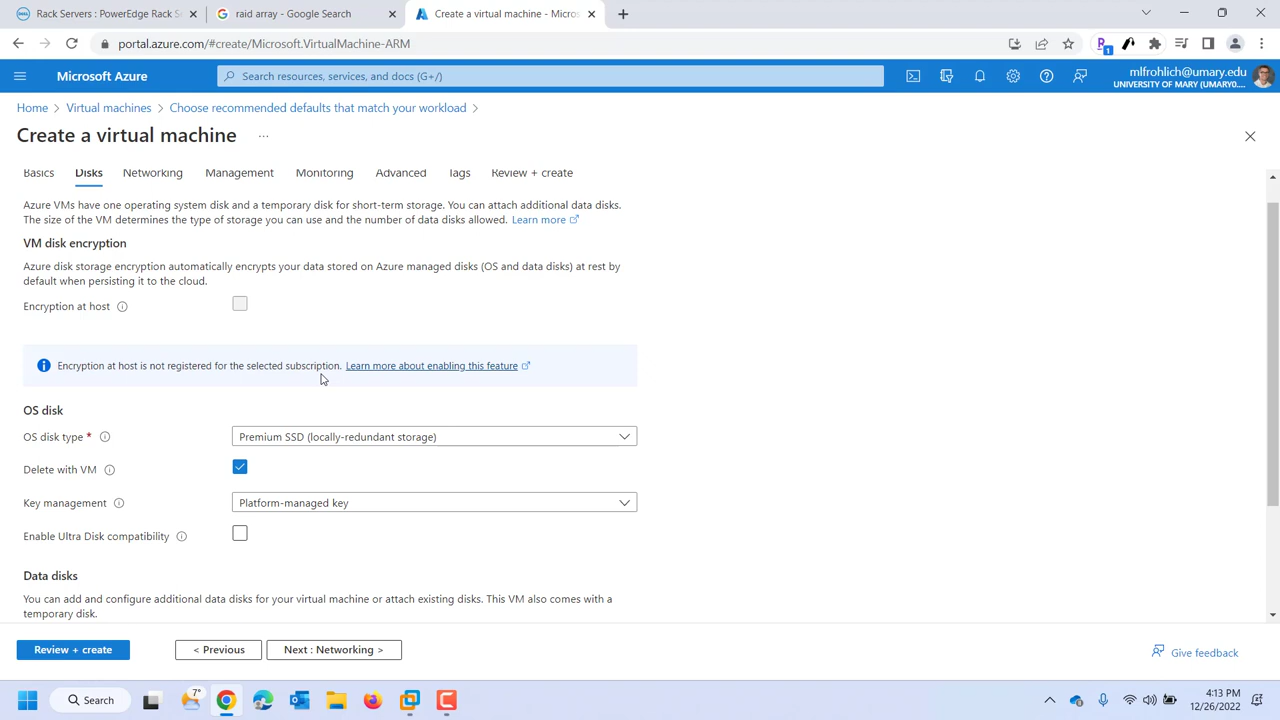 Rack Servers : PowerEdge Rack S
raid array - Google Search
Create a virtual machine - Micros
portal.azure.com/#create/Microsoft.VirtualMachine-ARM
Microsoft Azure
Search resources, services, and docs (G+/)
mlfrohlich@umary.edu
UNIVERSITY OF MARY (UMARY0....
Home > Virtual machines > Choose recommended defaults that match your workload >
Create a virtual machine ...
Basics Disks Networking Management Monitoring Advanced Tags Review + create
Azure VMs have one operating system disk and a temporary disk for short-term storage. You can attach additional data disks.
The size of the VM determines the type of storage you can use and the number of data disks allowed. Learn more
VM disk encryption
Azure disk storage encryption automatically encrypts your data stored on Azure managed disks (OS and data disks) at rest by
default when persisting it to the cloud.
Encryption at host
Encryption at host is not registered for the selected subscription. Learn more about enabling this feature
OS disk
OS disk type * Premium SSD (locally-redundant storage)
Delete with VM
Key management Platform-managed key
Enable Ultra Disk compatibility
Data disks
You can add and configure additional data disks for your virtual machine or attach existing disks. This VM also comes with a
temporary disk.
Review + create < Previous Next : Networking >
Give feedback
Search
7°
4:13 PM
12/26/2022